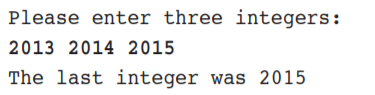 Please enter three integers:
2013 2014 2015
The last integer was 2015